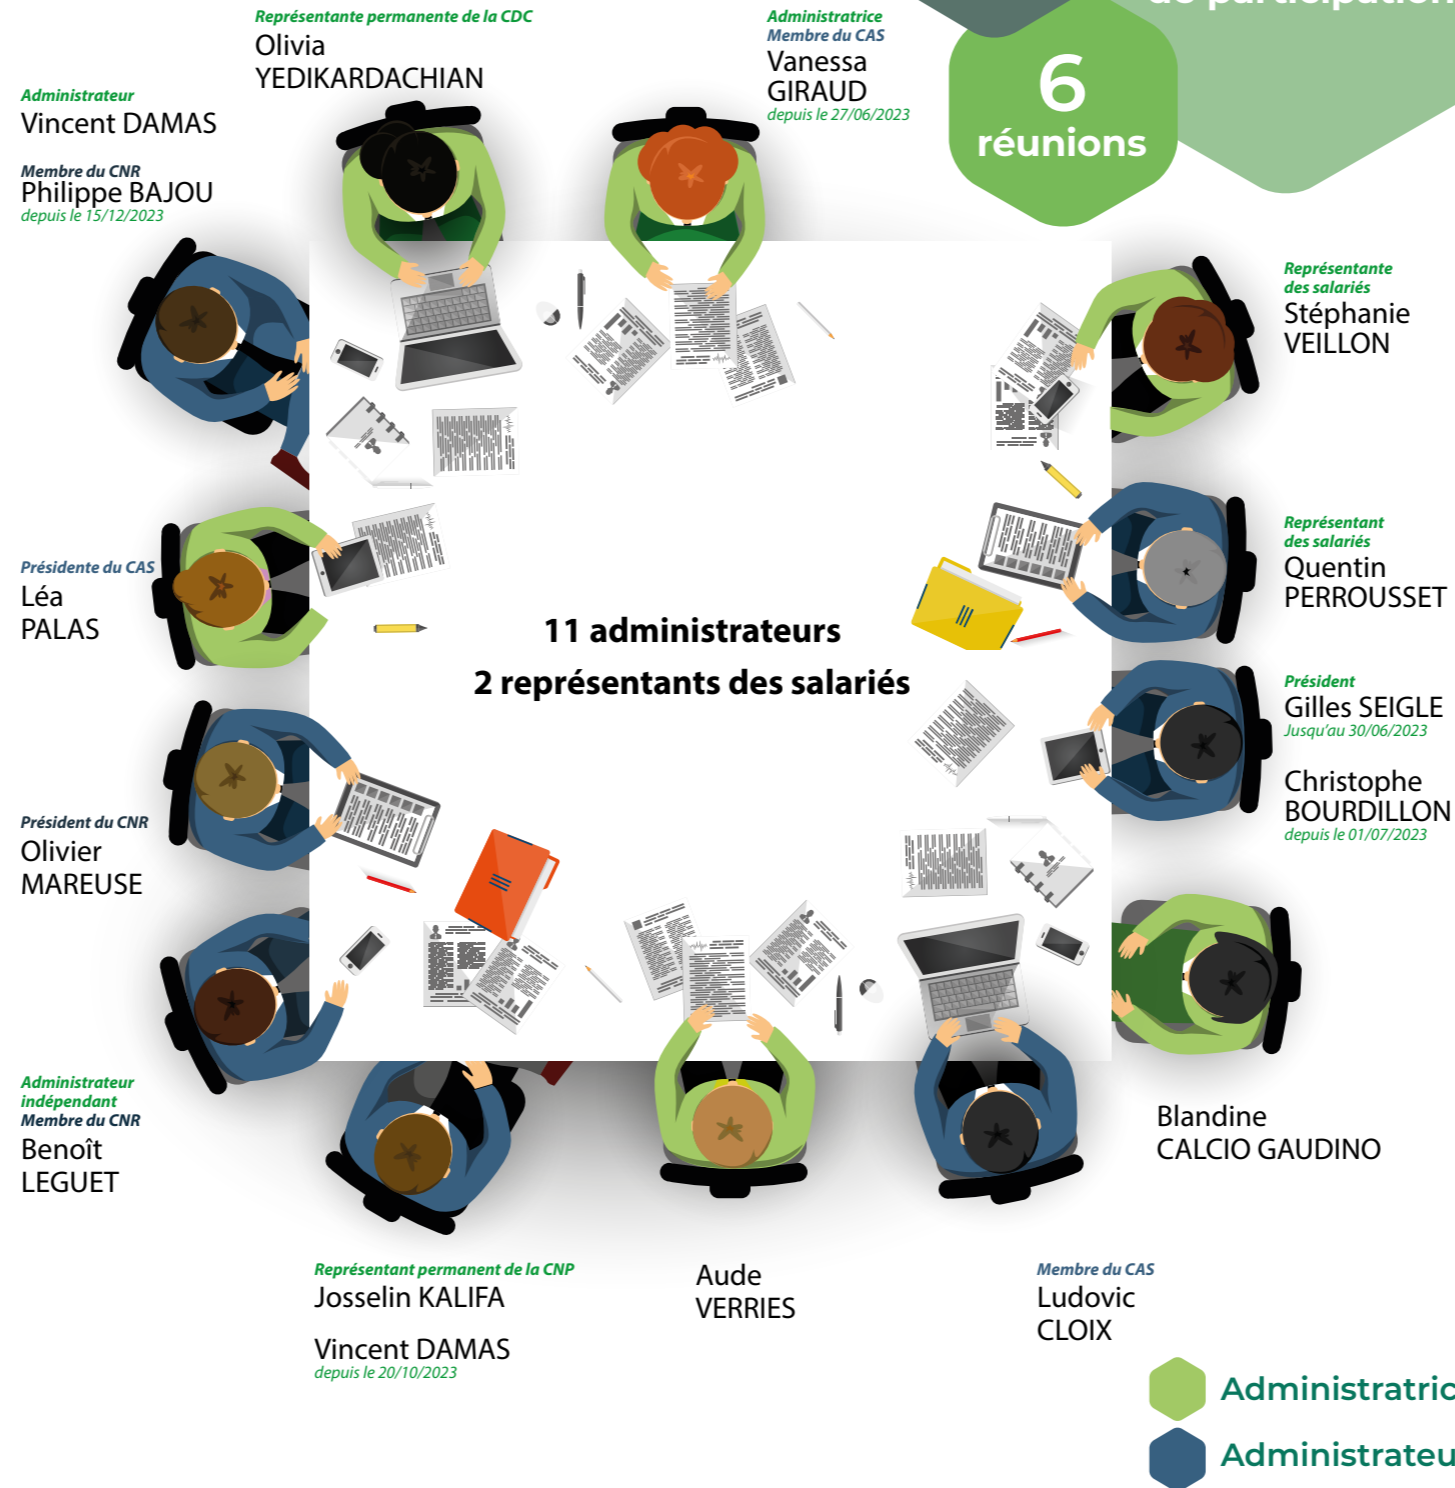 de participation
6
réunions
Représentante permanente de la CDC
Olivia
YEDIKARDACHIAN
Administratrice
Membre du CAS
Vanessa
GIRAUD
depuis le 27/06/2023
Administrateur
Vincent DAMAS
Membre du CNR
Philippe BAJOU
depuis le 15/12/2023
Représentante
des salariés
Stéphanie
VEILLON
Représentant
des salariés
Quentin
PERROUSSET
Présidente du CAS
Léa
PALAS
11 administrateurs
2 représentants des salariés
Président
Gilles SEIGLE
Jusqu'au 30/06/2023
Christophe
BOURDILLON
depuis le 01/07/2023
Président du CNR
Olivier
MAREUSE
Administrateur
indépendant
Membre du CNR
Benoît
LEGUET
Blandine
CALCIO GAUDINO
Représentant permanent de la CNP
Josselin KALIFA
Vincent DAMAS
depuis le 20/10/2023
Aude
VERRIES
Membre du CAS
Ludovic
CLOIX
Administratric
Administrateu